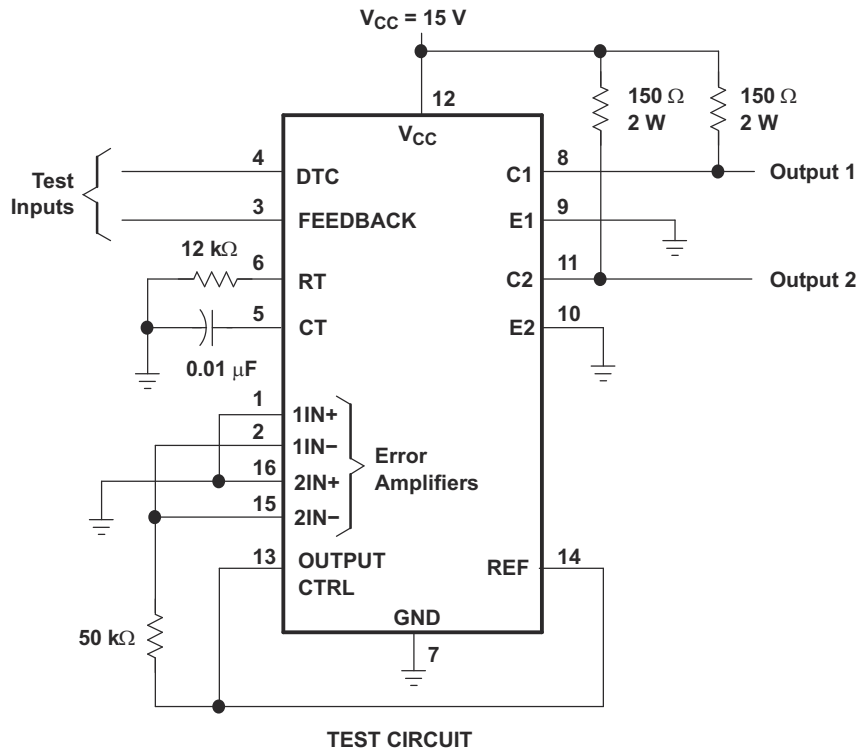 VCC = 15 V
12
VCC
150 Ω
2 W
150 Ω
2 W
Test
Inputs
4
DTC
3
FEEDBACK
12 kΩ
6
RT
5
CT
0.01 μF
1
1IN+
2
1IN−
16
2IN+
15
2IN−
Error
Amplifiers
13
OUTPUT
CTRL
50 kΩ
C1
8
Output 1
E1
9
C2
11
Output 2
E2
10
REF
14
GND
7
TEST CIRCUIT